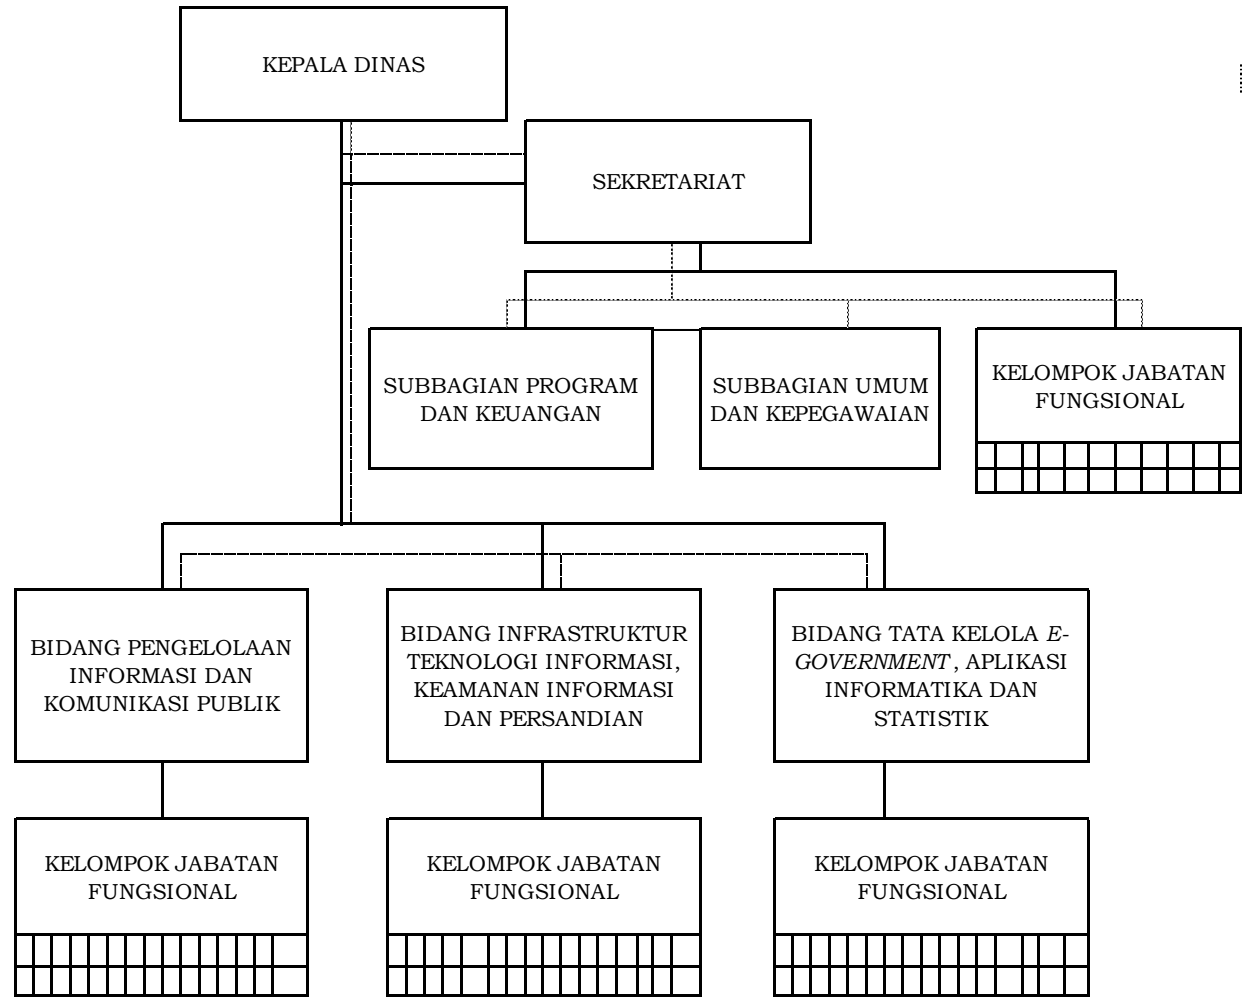 KEPALA DINAS
SEKRETARIAT
SUBBAGIAN PROGRAM
DAN KEUANGAN
SUBBAGIAN UMUM
DAN KEPEGAWAIAN
KELOMPOK JABATAN
FUNGSIONAL
BIDANG PENGELOLAAN
INFORMASI DAN
KOMUNIKASI PUBLIK
BIDANG INFRASTRUKTUR
TEKNOLOGI INFORMASI,
KEAMANAN INFORMASI
DAN PERSANDIAN
BIDANG TATA KELOLA E-
GOVERNMENT, APLIKASI
INFORMATIKA DAN
STATISTIK
KELOMPOK JABATAN
FUNGSIONAL
KELOMPOK JABATAN
FUNGSIONAL
KELOMPOK JABATAN
FUNGSIONAL